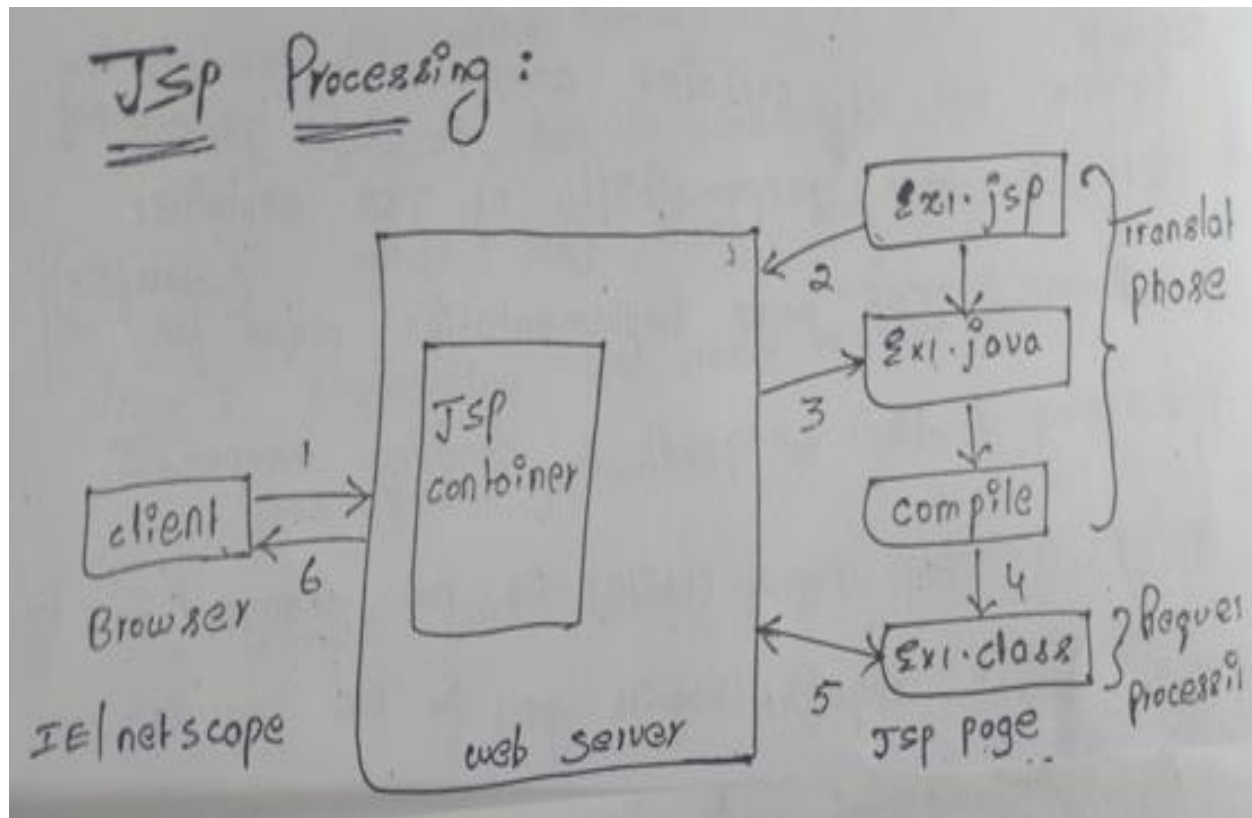 Jsp Processing :
Ex1.jsp
Translat
phase
2
Ex1.java
3
JSP
container
1
client
6
compile
4
Browser
Ex1.class
Reques
processi
5
IE/netscape
web server
Jsp page